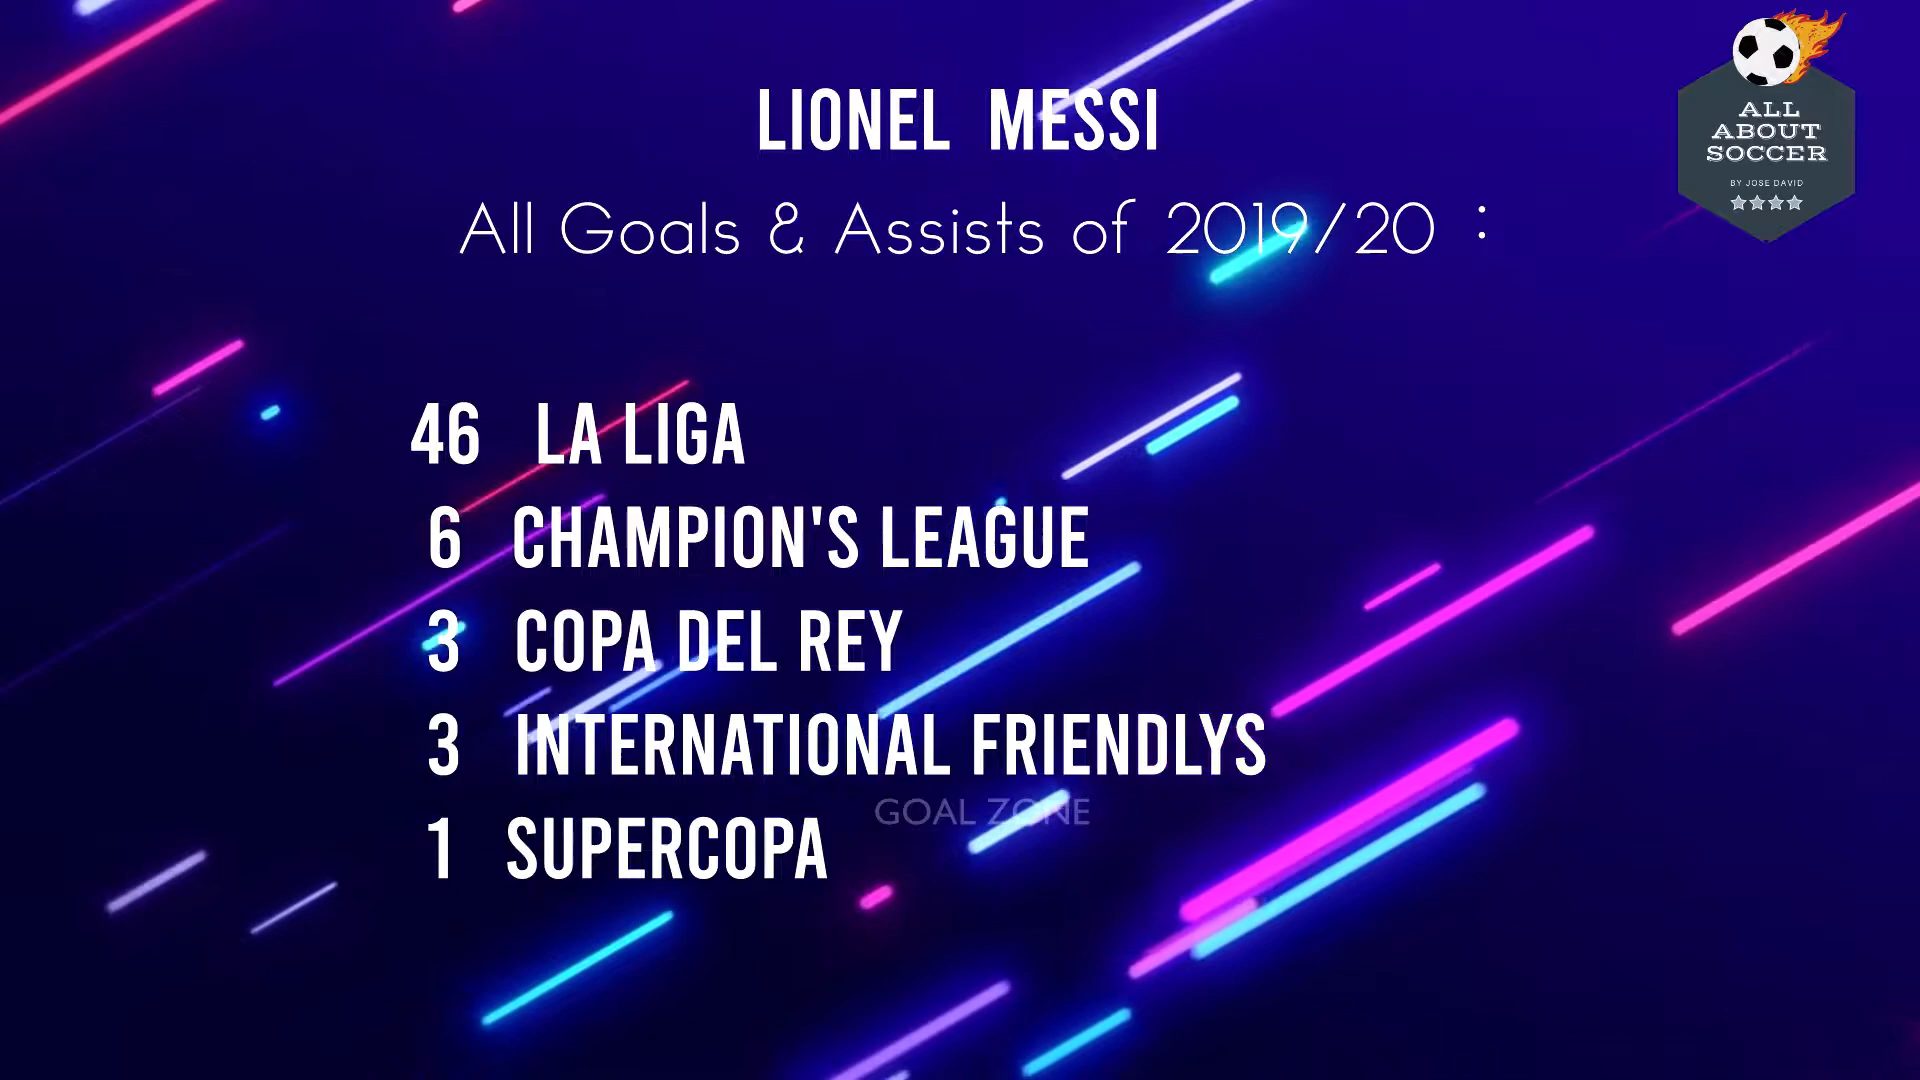 LIONEL MESSI
All Goals & Assists of 2019/20 :
46 LA LIGA
6 CHAMPION'S LEAGUE
3 COPA DEL REY
3 INTERNATIONAL FRIENDLYS
GOAL ZONE
1 SUPERCOPA
ALL
ABOUT
SOCCER
BY JOSE DAVID